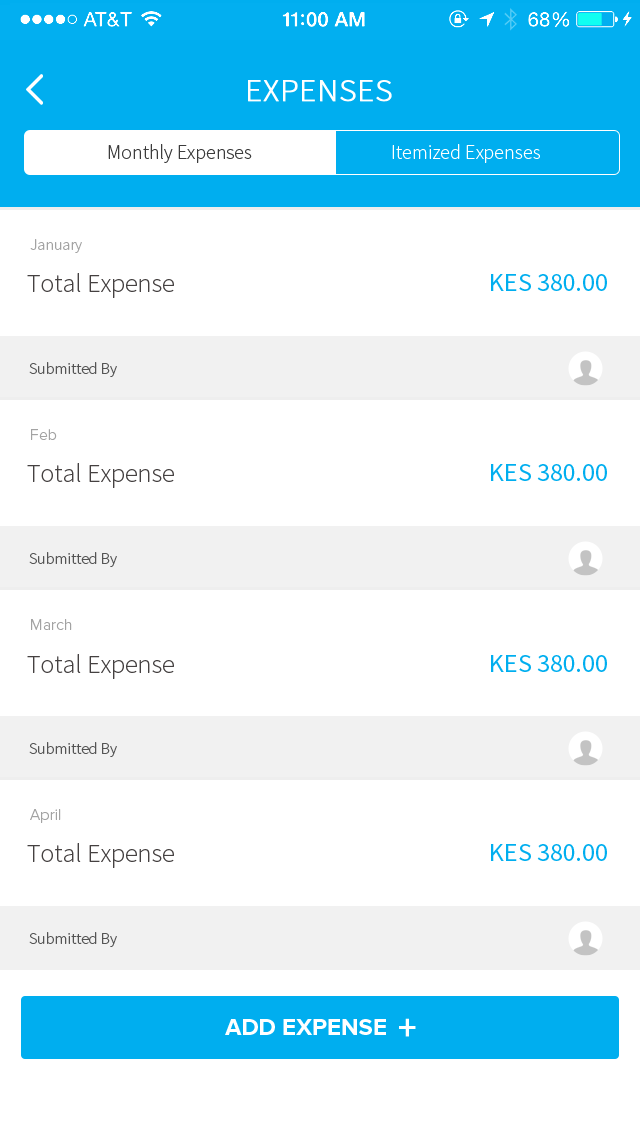 AT&T 11:00 AM 68%
EXPENSES
Monthly Expenses Itemized Expenses
January
Total Expense KES 380.00
Submitted By
Feb
Total Expense KES 380.00
Submitted By
March
Total Expense KES 380.00
Submitted By
April
Total Expense KES 380.00
Submitted By
ADD EXPENSE +